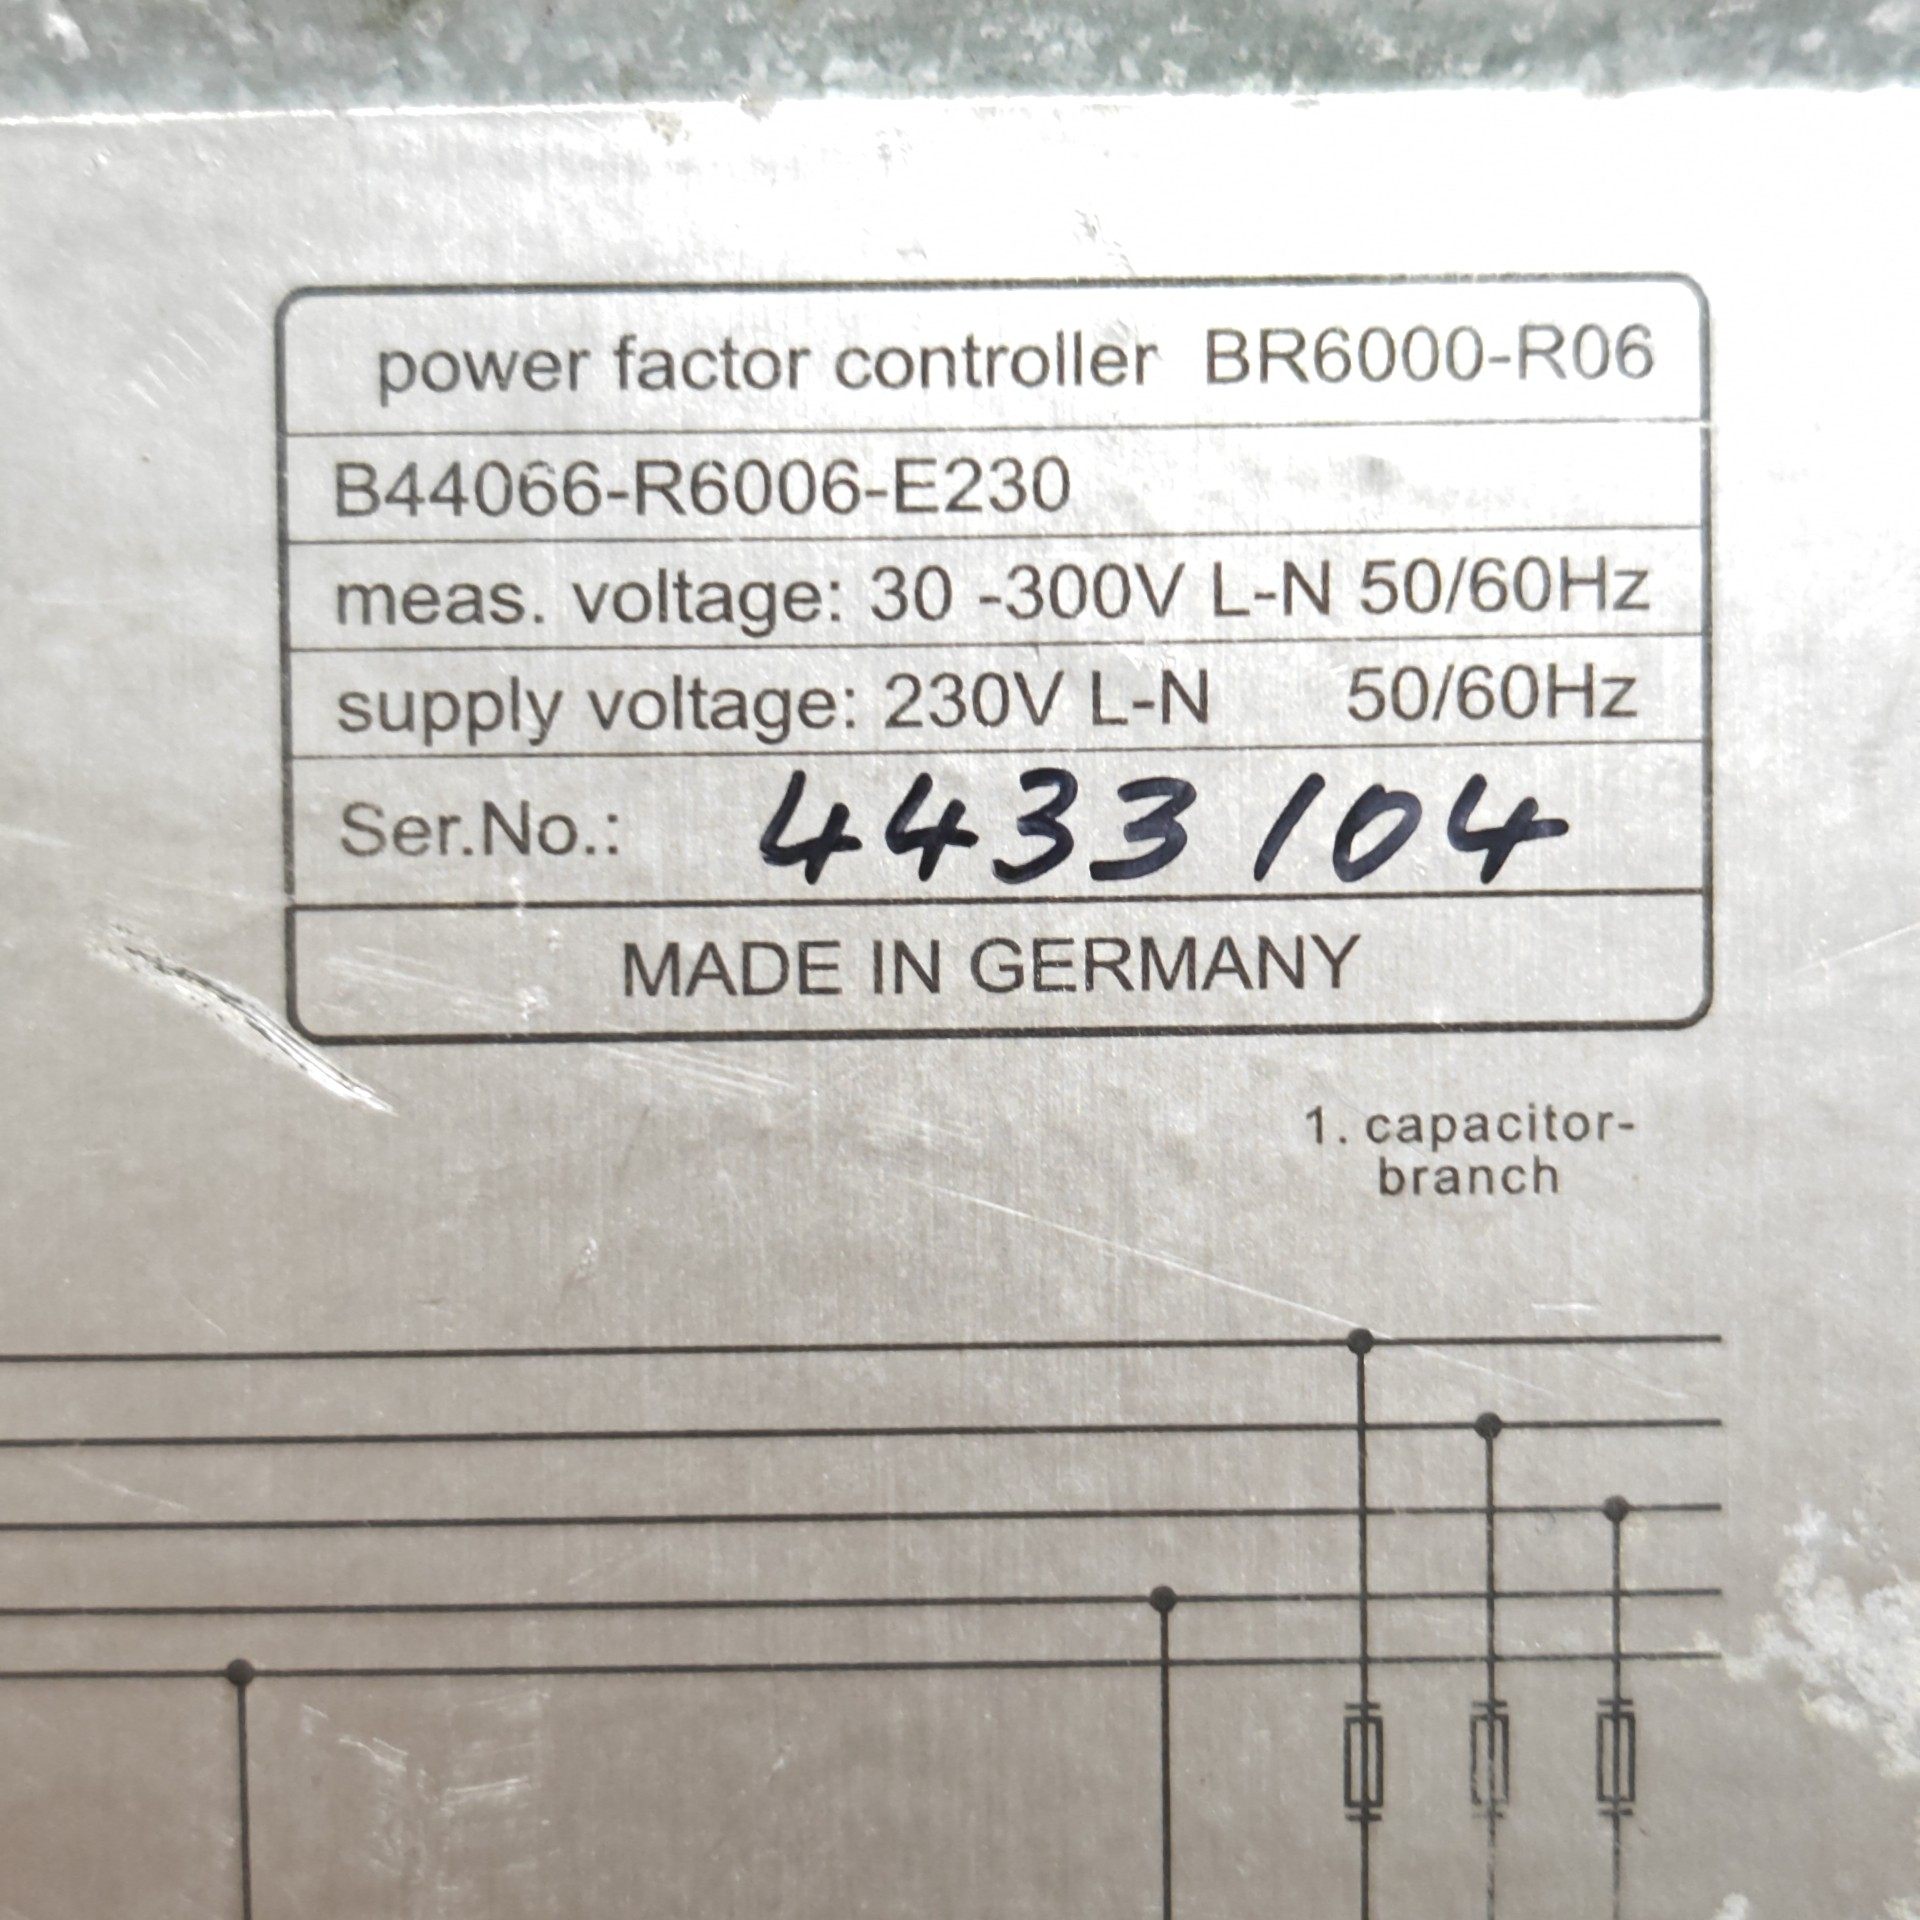 power factor controller BR6000-R06
B44066-R6006-E230
meas. voltage: 30 -300V L-N 50/60Hz
supply voltage: 230V L-N 50/60Hz
Ser.No.: 4433104
MADE IN GERMANY
1. capacitor-
branch